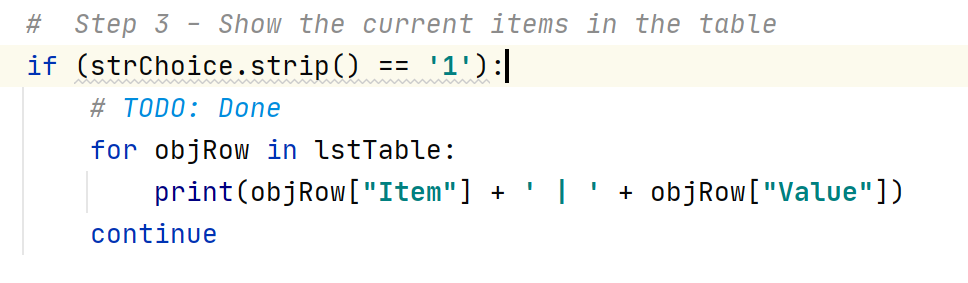 #  Step 3 - Show the current items in the table
if (strChoice.strip() == '1'):
    # TODO: Done
    for objRow in lstTable:
        print(objRow["Item"] + ' | ' + objRow["Value"])
    continue